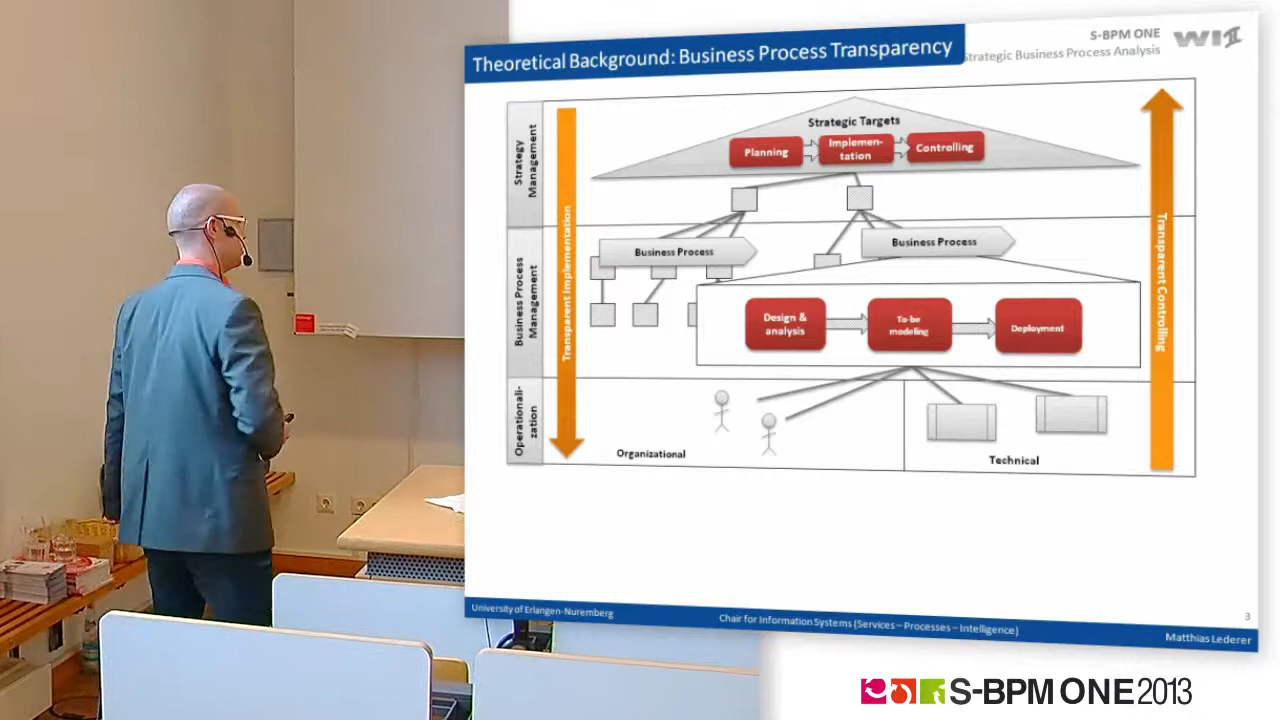 Theoretical Background: Business Process Transparency
S-BPM ONE
Strategic Business Process Analysis
WI
Strategy
Management
Business Process
Management
Operationali-
zation
Transparent Implementation
Strategic Targets
Planning
Implemen-
tation
Controlling
Business Process
Business Process
Design &
analysis
To-be
modeling
Deployment
Organizational
Technical
Transparent Controlling
University of Erlangen-Nuremberg
Chair for Information Systems (Services – Processes – Intelligence)
3
Matthias Lederer
S-BPM ONE 2013